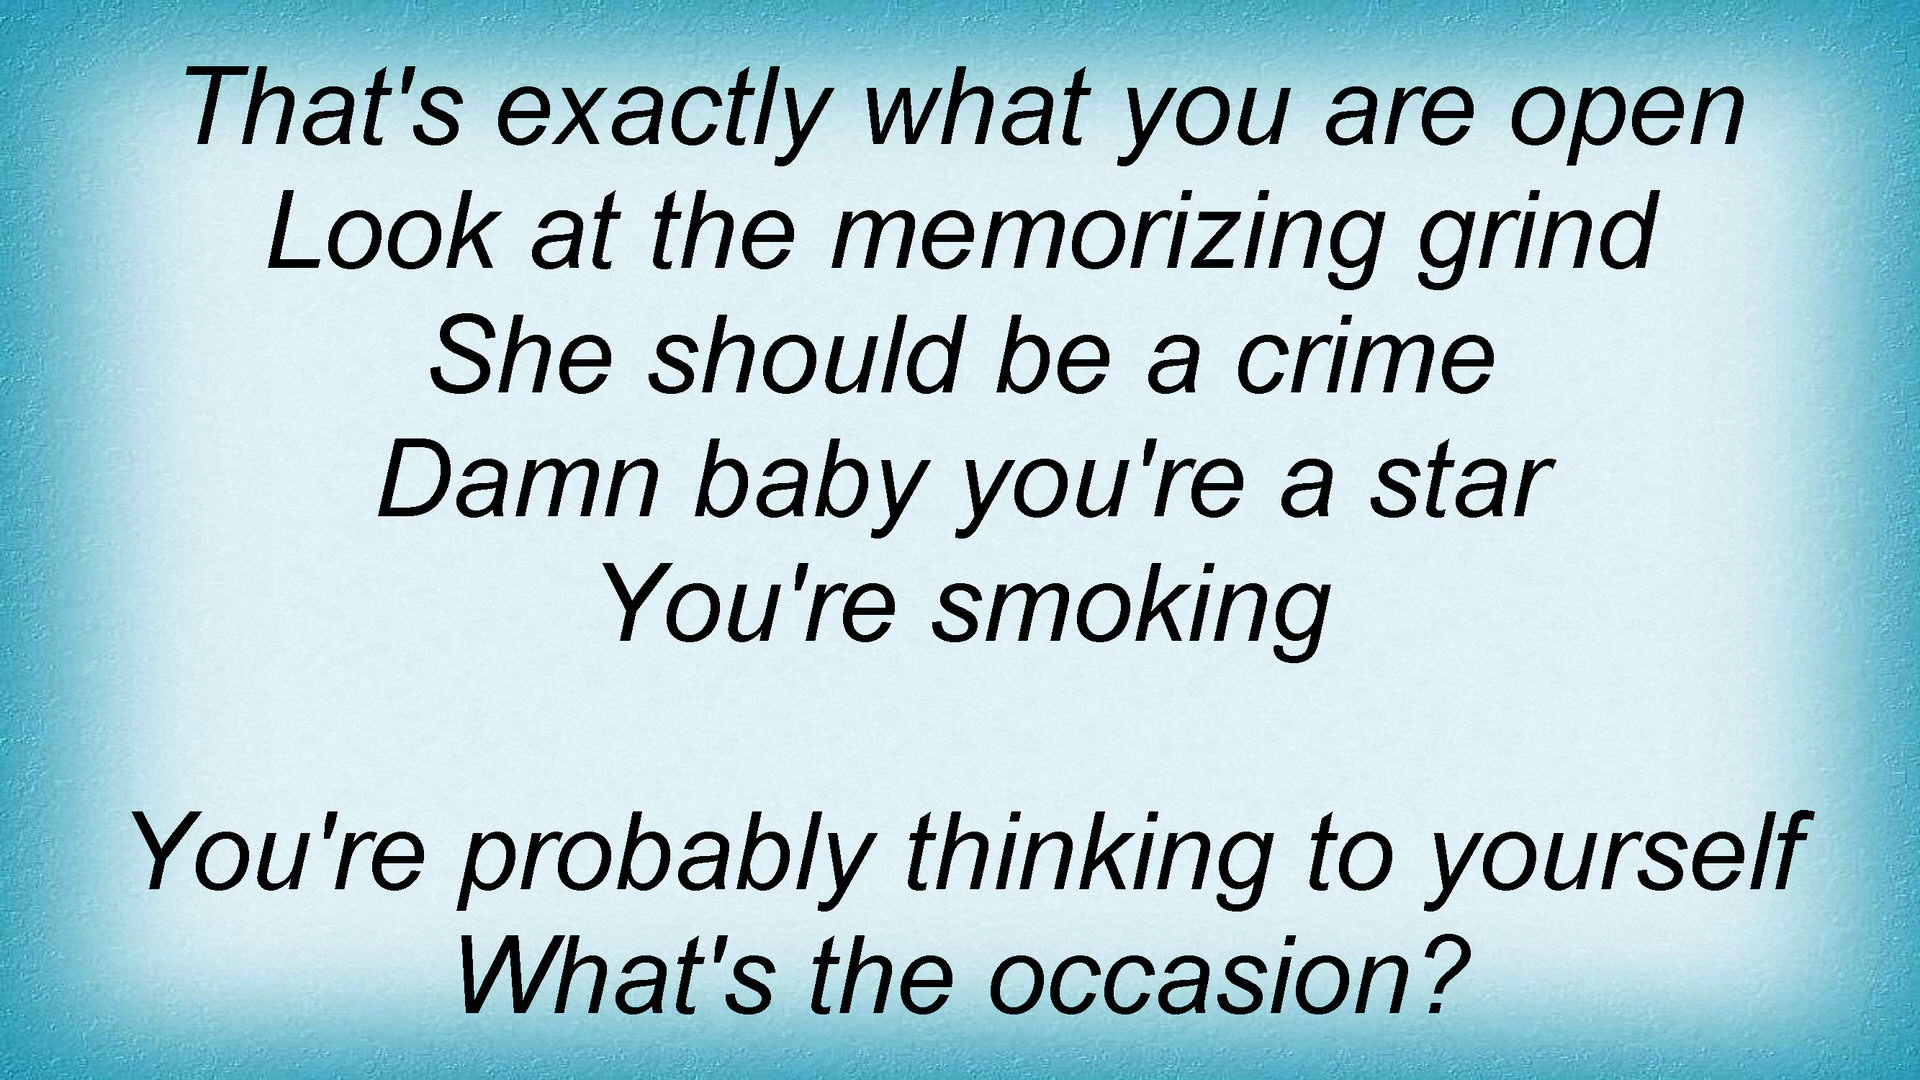 That's exactly what you are open
Look at the memorizing grind
She should be a crime
Damn baby you're a star
You're smoking
You're probably thinking to yourself
What's the occasion?